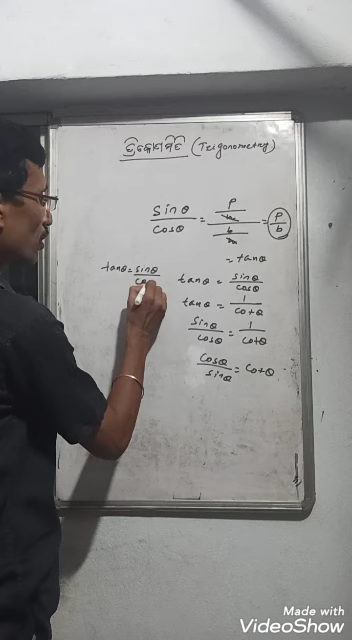 ତ୍ରିକୋଣମିତି (Trigonometry)
sinθ/cosθ = P/h / b/h = P/b
= tanθ
tanθ = sinθ/cosθ
tanθ = 1/cotθ
sinθ/cosθ = 1/cotθ
cosθ/sinθ = cotθ
tanθ = sinθ/co
Made with
VideoShow